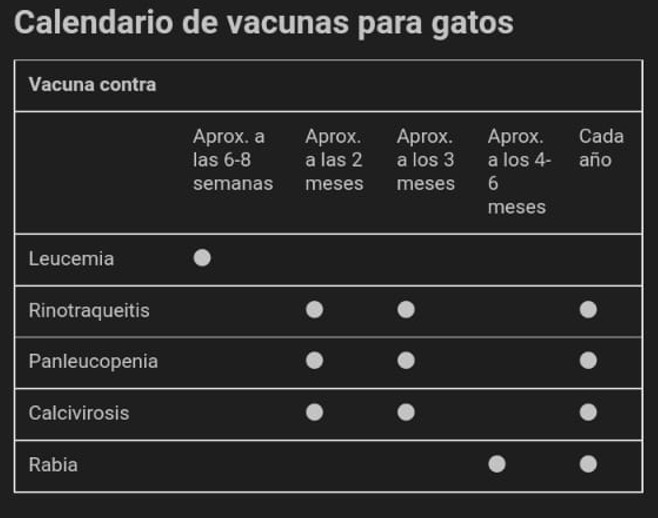 Calendario de vacunas para gatos
Vacuna contra
Aprox. a las 6-8 semanas
Aprox. a las 2 meses
Aprox. a los 3 meses
Aprox. a los 4-6 meses
Cada año
Leucemia
Rinotraqueitis
Panleucopenia
Calcivirosis
Rabia